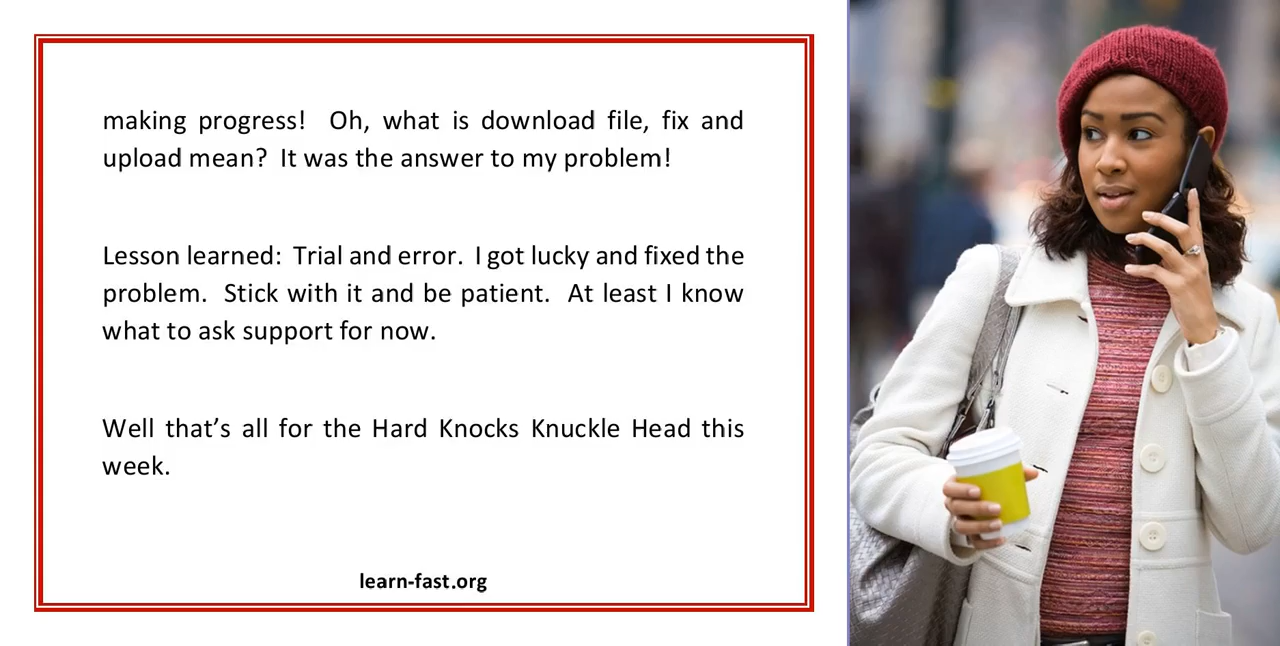 making progress!  Oh, what is download file, fix and
upload mean?  It was the answer to my problem!
Lesson learned:  Trial and error.  I got lucky and fixed the
problem.  Stick with it and be patient.  At least I know
what to ask support for now.
Well that’s all for the Hard Knocks Knuckle Head this
week.
learn-fast.org